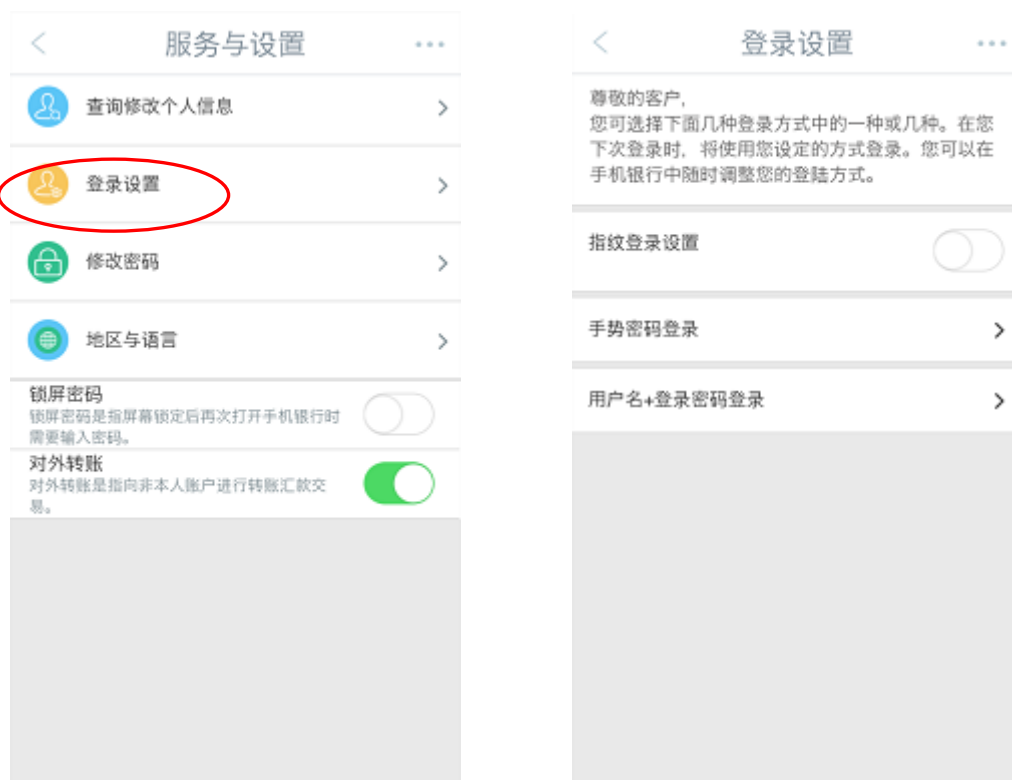 服务与设置
查询修改个人信息
登录设置
修改密码
地区与语言
锁屏密码
锁屏密码是指屏幕锁定后再次打开手机银行时
需要输入密码。
对外转账
对外转账是指向非本人账户进行转账汇款交
易。
登录设置
尊敬的客户,
您可选择下面几种登录方式中的一种或几种。在您
下次登录时，将使用您设定的方式登录。您可以在
手机银行中随时调整您的登陆方式。
指纹登录设置
手势密码登录
用户名+登录密码登录